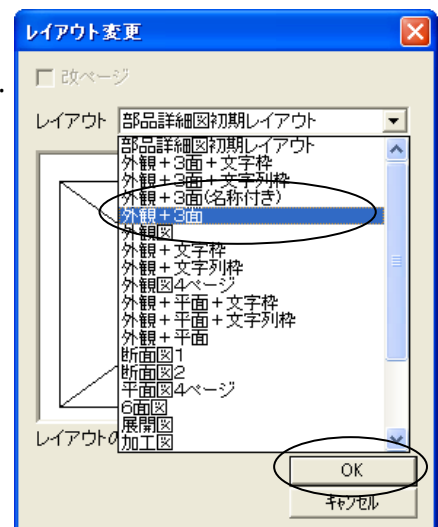 レイアウト変更
改ページ
レイアウト 部品詳細図初期レイアウト
部品詳細図初期レイアウト
外観+3面+文字枠
外観+3面+文字列枠
外観+3面(名称付き)
外観+3面
外観図
外観+文字枠
外観+文字列枠
外観図4ページ
外観+平面+文字枠
外観+平面+文字列枠
外観+平面
断面図1
断面図2
平面図4ページ
6面図
展開図
加工図
レイアウトの
OK
キャンセル